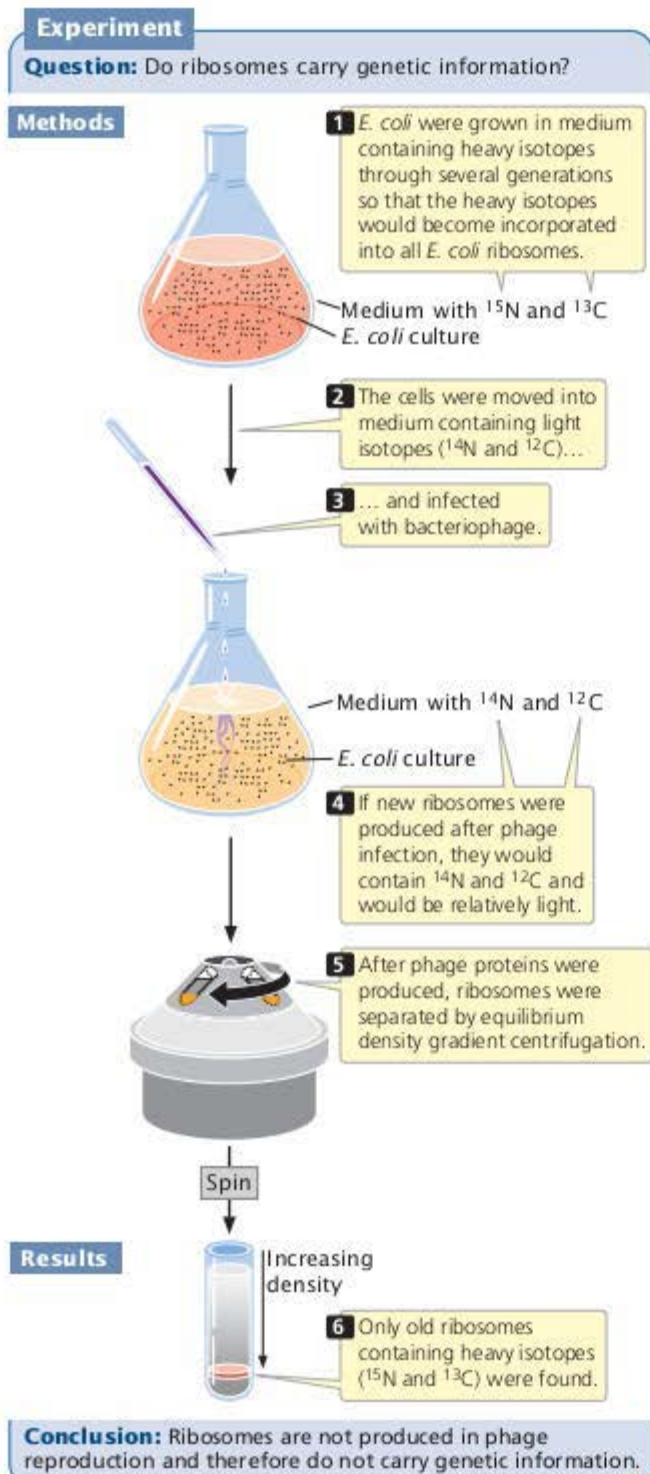 Experiment
Question: Do ribosomes carry genetic information?
Methods
1 E. coli were grown in medium
containing heavy isotopes
through several generations
so that the heavy isotopes
would become incorporated
into all E. coli ribosomes.
Medium with ¹⁵N and ¹³C
E. coli culture
2 The cells were moved into
medium containing light
isotopes (¹⁴N and ¹²C)...
3 ... and infected
with bacteriophage.
Medium with ¹⁴N and ¹²C
E. coli culture
4 If new ribosomes were
produced after phage
infection, they would
contain ¹⁴N and ¹²C and
would be relatively light.
5 After phage proteins were
produced, ribosomes were
separated by equilibrium
density gradient centrifugation.
Spin
Results
Increasing
density
6 Only old ribosomes
containing heavy isotopes
(¹⁵N and ¹³C) were found.
Conclusion: Ribosomes are not produced in phage
reproduction and therefore do not carry genetic information.